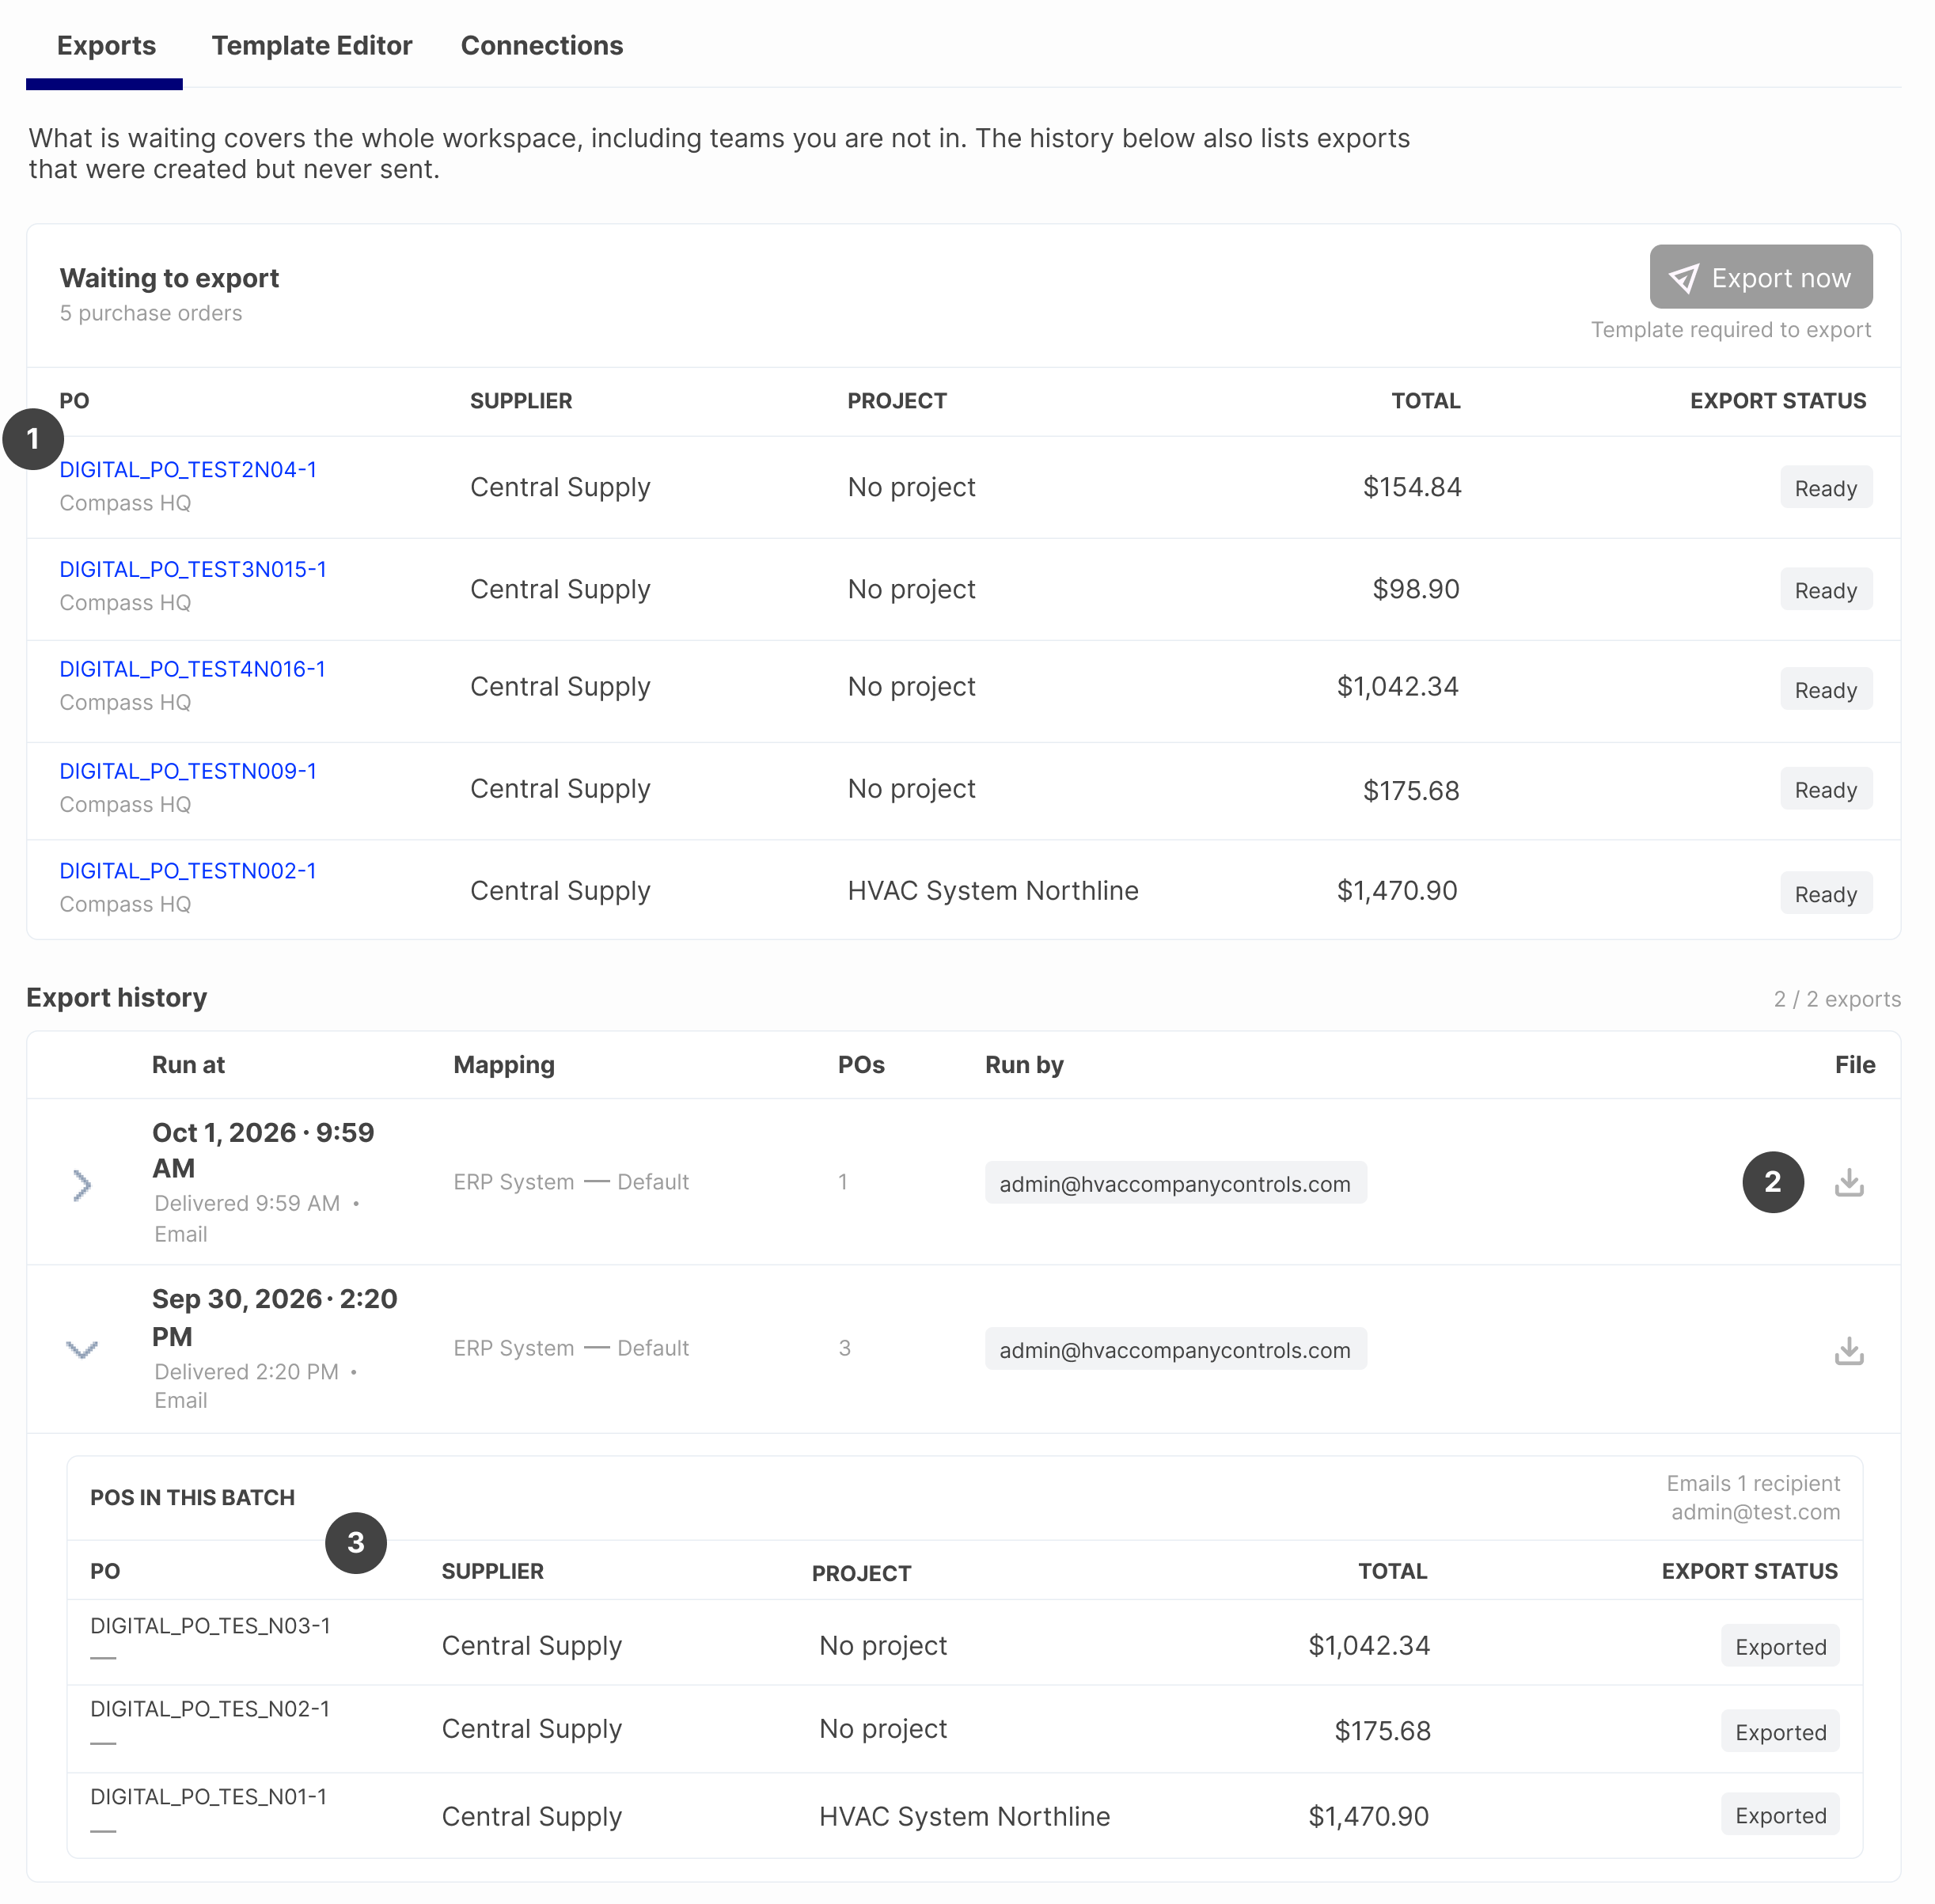 Exports Template Editor Connections
What is waiting covers the whole workspace, including teams you are not in. The history below also lists exports
that were created but never sent.
Waiting to export
5 purchase orders
Export now
Template required to export
PO SUPPLIER PROJECT TOTAL EXPORT STATUS
1
DIGITAL_PO_TEST2N04-1
Compass HQ
Central Supply No project $154.84 Ready
DIGITAL_PO_TEST3N015-1
Compass HQ
Central Supply No project $98.90 Ready
DIGITAL_PO_TEST4N016-1
Compass HQ
Central Supply No project $1,042.34 Ready
DIGITAL_PO_TESTN009-1
Compass HQ
Central Supply No project $175.68 Ready
DIGITAL_PO_TESTN002-1
Compass HQ
Central Supply HVAC System Northline $1,470.90 Ready
Export history 2 / 2 exports
Run at Mapping POs Run by File
Oct 1, 2026 · 9:59
AM
Delivered 9:59 AM •
Email
ERP System — Default 1 admin@hvaccompanycontrols.com 2
Sep 30, 2026 · 2:20
PM
Delivered 2:20 PM •
Email
ERP System — Default 3 admin@hvaccompanycontrols.com
POS IN THIS BATCH
Emails 1 recipient
admin@test.com
3
PO SUPPLIER PROJECT TOTAL EXPORT STATUS
DIGITAL_PO_TES_N03-1
—
Central Supply No project $1,042.34 Exported
DIGITAL_PO_TES_N02-1
—
Central Supply No project $175.68 Exported
DIGITAL_PO_TES_N01-1
—
Central Supply HVAC System Northline $1,470.90 Exported